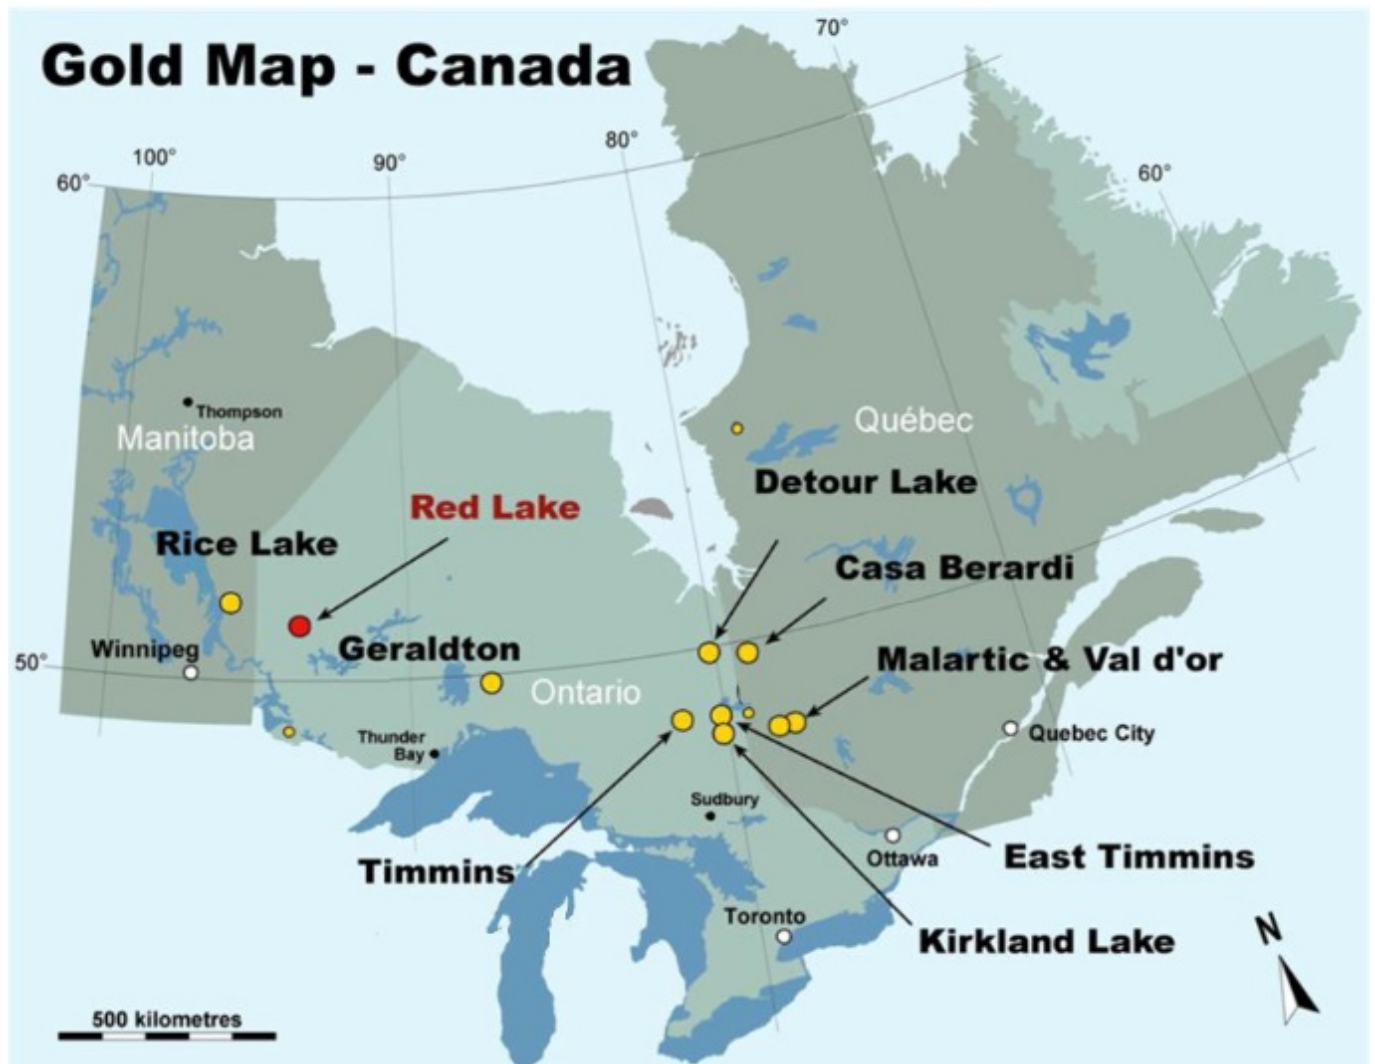 Gold Map - Canada
70°
80°
100°
90°
60°
60°
Thompson
Manitoba
Québec
Detour Lake
Red Lake
Rice Lake
Casa Berardi
Winnipeg
Geraldton
Malartic & Val d'or
50°
Ontario
Thunder
Bay
Quebec City
Sudbury
Timmins
Ottawa
East Timmins
Toronto
Kirkland Lake
N
500 kilometres